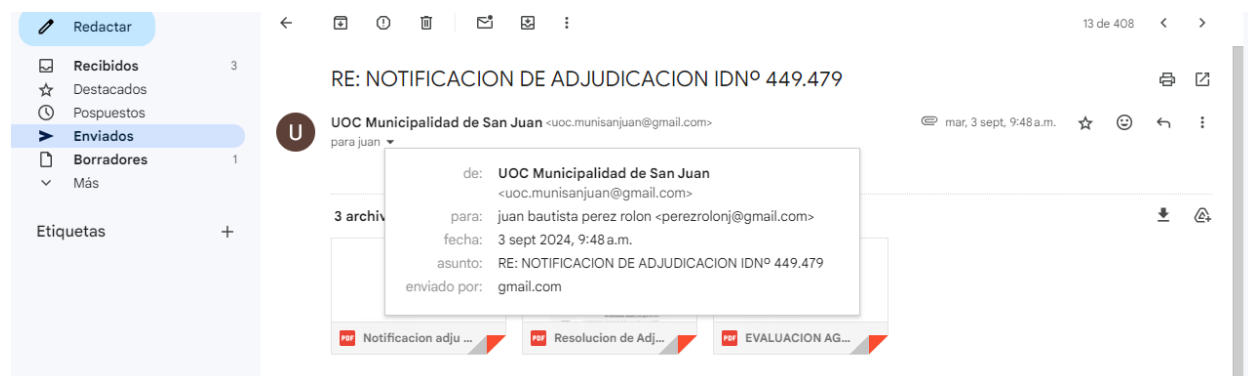 Redactar
13 de 408
Recibidos 3
Destacados
Pospuestos
Enviados
Borradores 1
Más
Etiquetas
RE: NOTIFICACION DE ADJUDICACION IDNº 449.479
U
UOC Municipalidad de San Juan <uoc.munisanjuan@gmail.com>
mar, 3 sept, 9:48 a.m.
para juan
de: UOC Municipalidad de San Juan
<uoc.munisanjuan@gmail.com>
para: juan bautista perez rolon <perezrolonj@gmail.com>
fecha: 3 sept 2024, 9:48 a.m.
asunto: RE: NOTIFICACION DE ADJUDICACION IDNº 449.479
enviado por: gmail.com
3 archiv
PDF Notificacion adju ...
PDF Resolucion de Adj...
PDF EVALUACION AG...